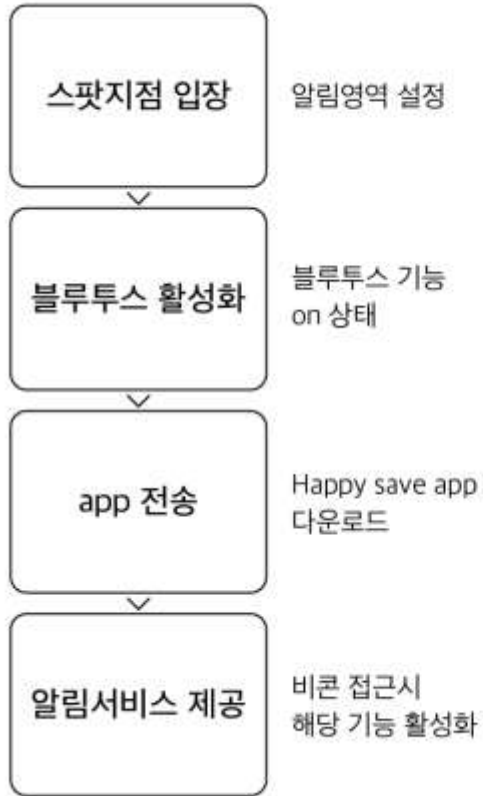 스팟지점 입장
알림영역 설정
블루투스 활성화
블루투스 기능
on 상태
app 전송
Happy save app
다운로드
알림서비스 제공
비콘 접근시
해당 기능 활성화